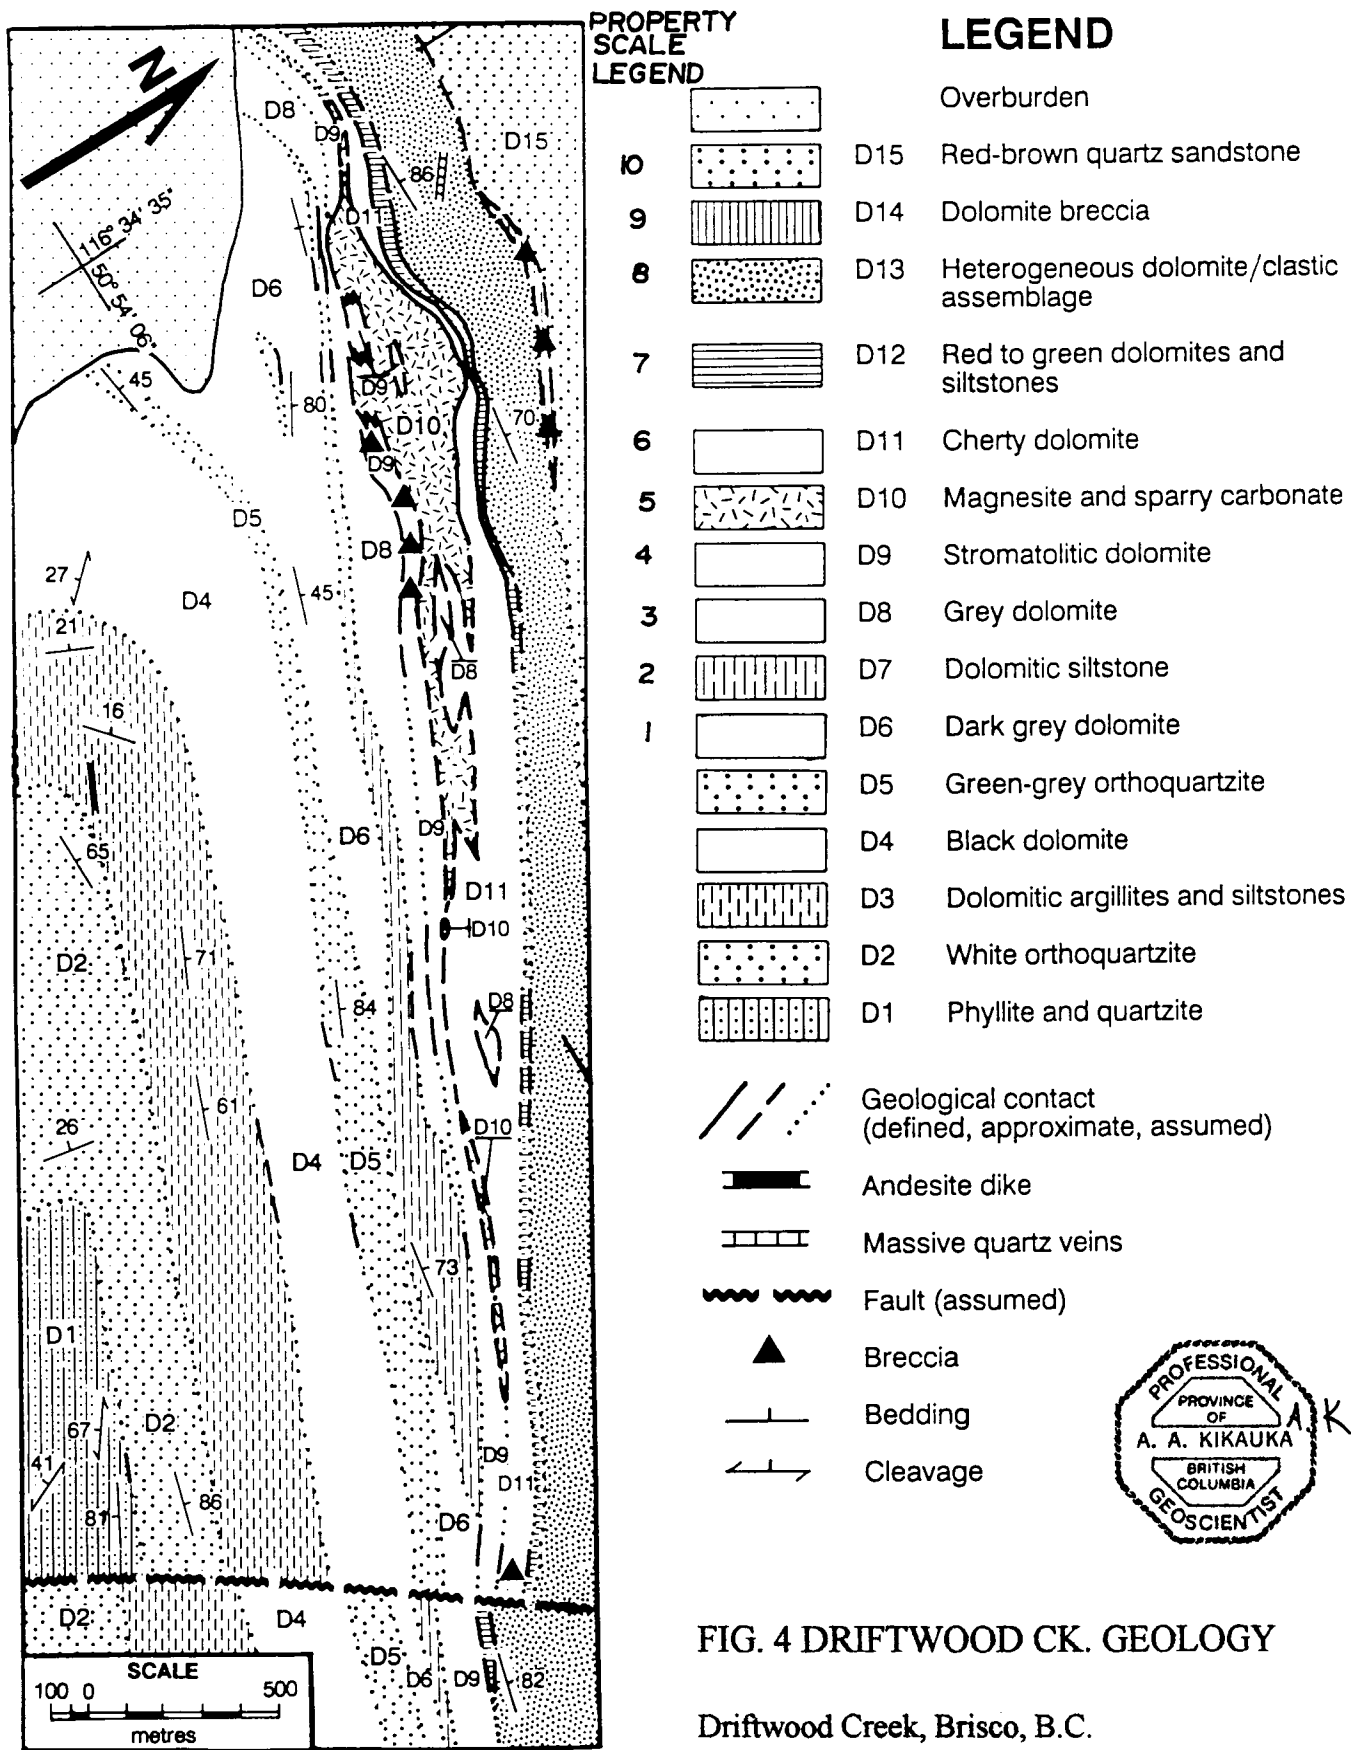 PROPERTY
SCALE
LEGEND
LEGEND
Overburden
10 D15 Red-brown quartz sandstone
9 D14 Dolomite breccia
8 D13 Heterogeneous dolomite/clastic
assemblage
7 D12 Red to green dolomites and
siltstones
6 D11 Cherty dolomite
5 D10 Magnesite and sparry carbonate
4 D9 Stromatolitic dolomite
3 D8 Grey dolomite
2 D7 Dolomitic siltstone
1 D6 Dark grey dolomite
D5 Green-grey orthoquartzite
D4 Black dolomite
D3 Dolomitic argillites and siltstones
D2 White orthoquartzite
D1 Phyllite and quartzite
Geological contact
(defined, approximate, assumed)
Andesite dike
Massive quartz veins
Fault (assumed)
Breccia
Bedding
Cleavage
PROFESSIONAL
PROVINCE
OF
A. A. KIKAUKA
BRITISH
COLUMBIA
GEOSCIENTIST
A K
FIG. 4 DRIFTWOOD CK. GEOLOGY
Driftwood Creek, Brisco, B.C.
N
D8
D9
D15
86
116° 34' 35"
50° 54' 06"
D11
D6
45
80
D9
D10
70
D9
D5
D8
27
D4
45
21
D8
16
D6
D9
65
D11
D10
D2
71
84
D8
61
26
D10
D4
D5
73
D1
67
D2
41
D9
D11
81
86
D6
D2
D4
D5
D6
D9
82
SCALE
100 0 500
metres